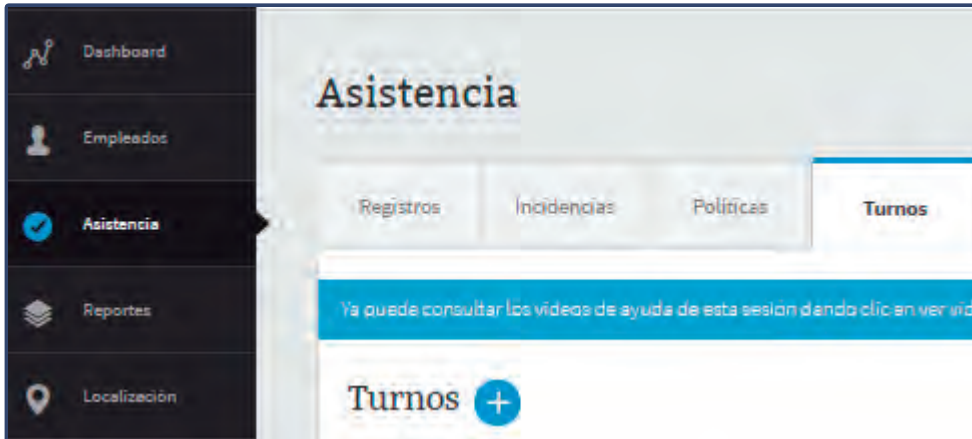 Dashboard
Empleados
Asistencia
Reportes
Localización
Asistencia
Registros Incidencias Políticas Turnos
Ya puede consultar los videos de ayuda de esta sesión dando clic en ver
Turnos